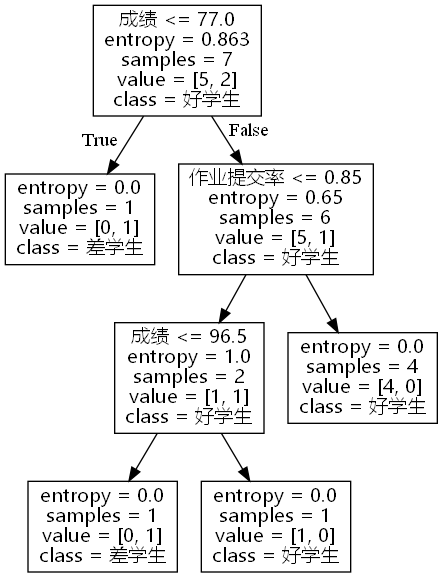 成绩 <= 77.0
entropy = 0.863
samples = 7
value = [5, 2]
class = 好学生
True
False
entropy = 0.0
samples = 1
value = [0, 1]
class = 差学生
作业提交率 <= 0.85
entropy = 0.65
samples = 6
value = [5, 1]
class = 好学生
成绩 <= 96.5
entropy = 1.0
samples = 2
value = [1, 1]
class = 好学生
entropy = 0.0
samples = 4
value = [4, 0]
class = 好学生
entropy = 0.0
samples = 1
value = [0, 1]
class = 差学生
entropy = 0.0
samples = 1
value = [1, 0]
class = 好学生